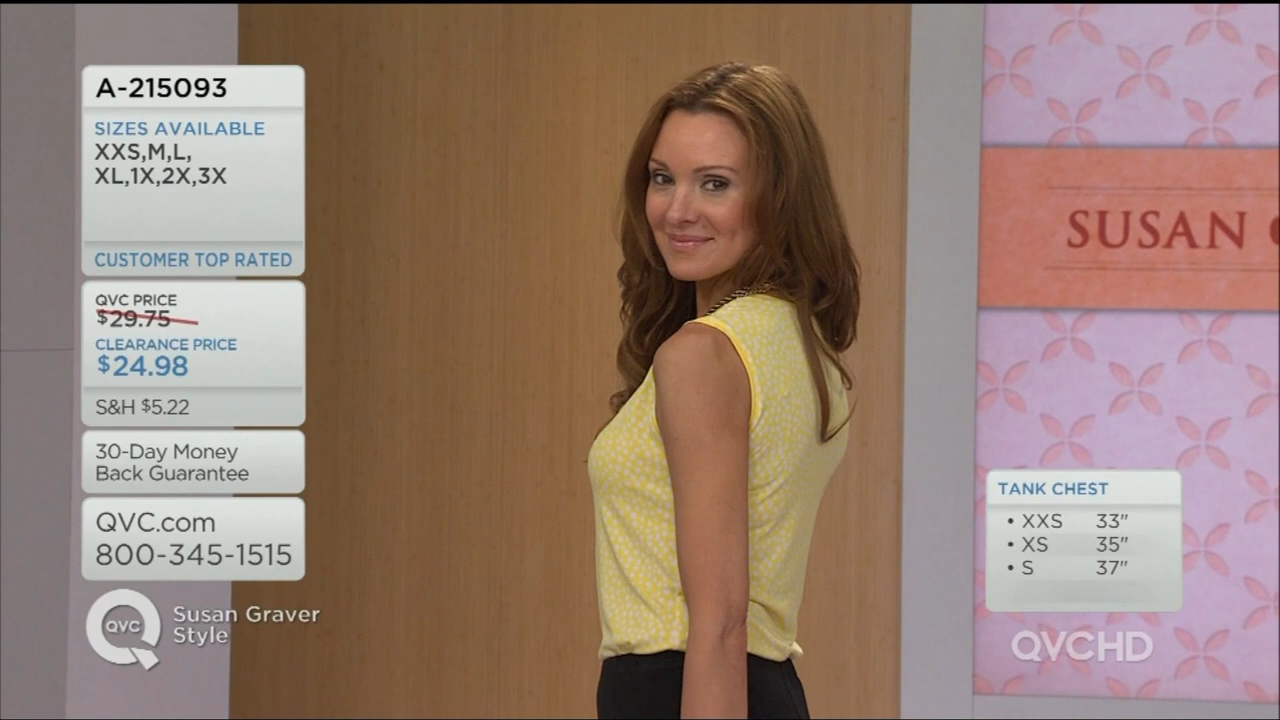 A-215093
SIZES AVAILABLE
XXS,M,L,
XL,1X,2X,3X
CUSTOMER TOP RATED
QVC PRICE
$29.75
CLEARANCE PRICE
$24.98
S&H $5.22
30-Day Money
Back Guarantee
QVC.com
800-345-1515
QVC
Susan Graver
Style
SUSAN
TANK CHEST
• XXS 33"
• XS 35"
• S 37"
QVCHD